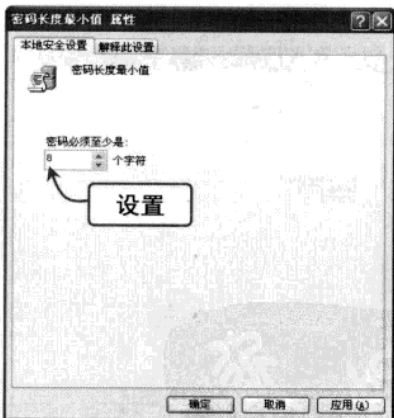 密码长度最小值 属性
本地安全设置 解释此设置
密码长度最小值
密码必须至少是:
8 个字符
设置
确定 取消 应用(A)